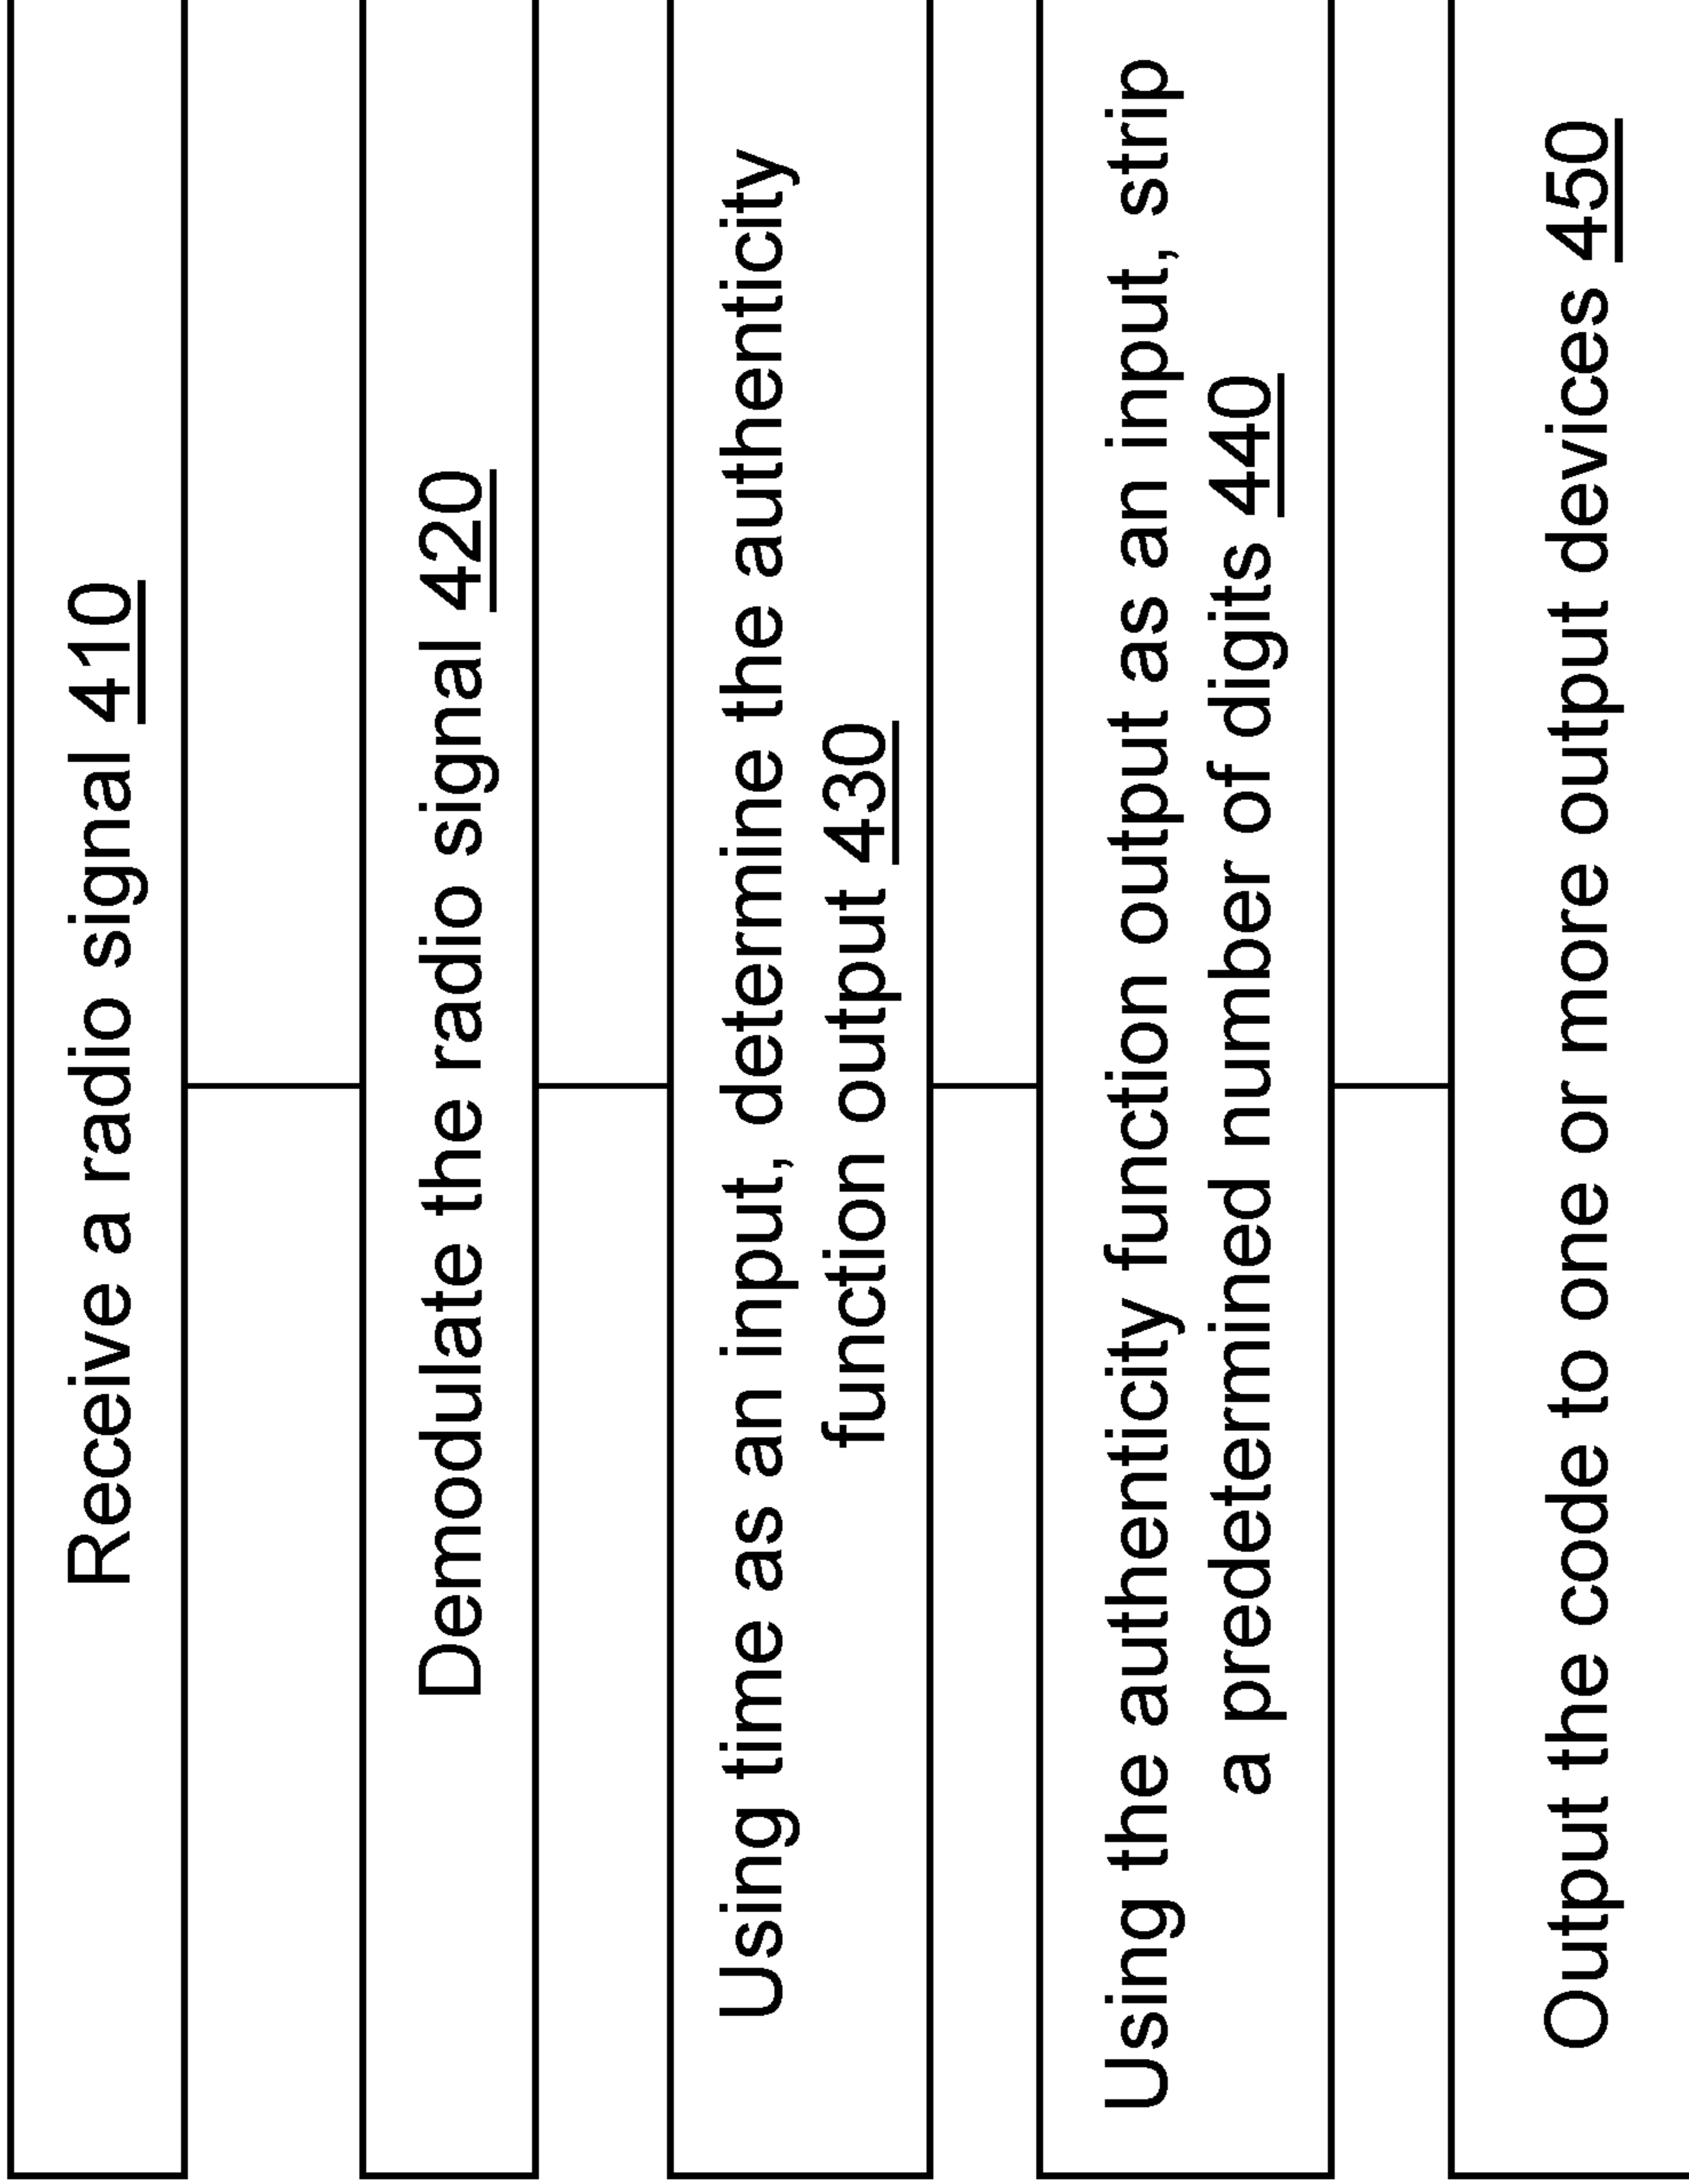 Receive a radio signal 410
Demodulate the radio signal 420
Using time as an input, determine the authenticity
function output 430
Using the authenticity function output as an input, strip
a predetermined number of digits 440
Output the code to one or more output devices 450